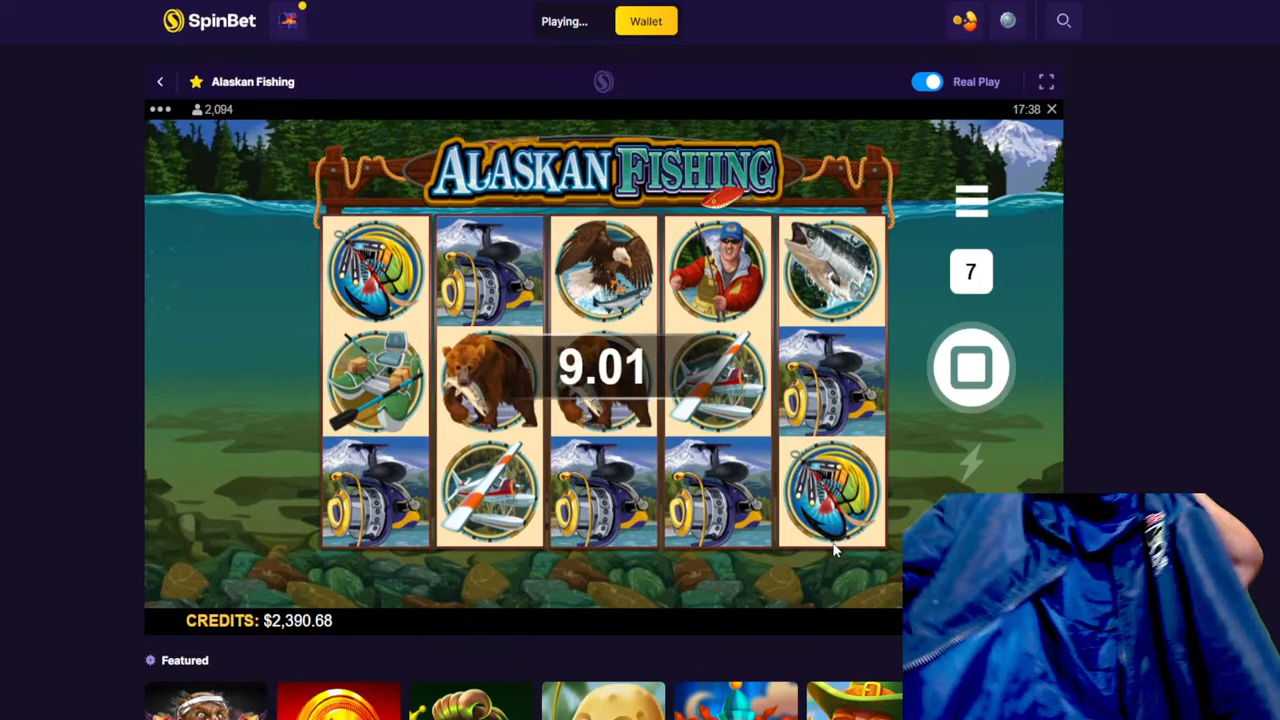 SpinBet
Playing...
Wallet
Alaskan Fishing
Real Play
2,094
17:38
ALASKAN FISHING
7
9.01
CREDITS: $2,390.68
Featured